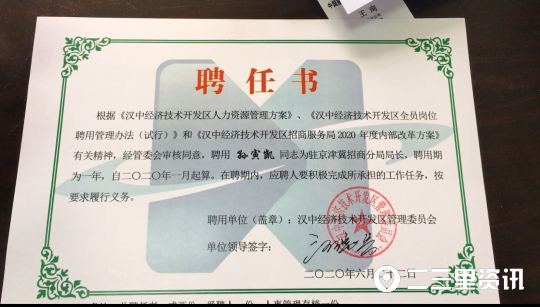 王
聘任书
根据《汉中经济技术开发区人力资源管理方案》、《汉中经济技术开发区全员岗位
聘用管理办法（试行）》和《汉中经济技术开发区招商服务局2020年度内部改革方案》
有关精神，经管委会审核同意，聘用 孙寅凯 同志为驻京津冀招商分局局长，聘用期
为一年，自二〇二〇年一月起算。在聘期内，应聘人要积极完成所承担的工作任务，按
要求履行义务。
聘用单位（盖章）：汉中经济技术开发区管理委员会
单位领导签字：
二〇二〇年六月 二日
二三里资讯